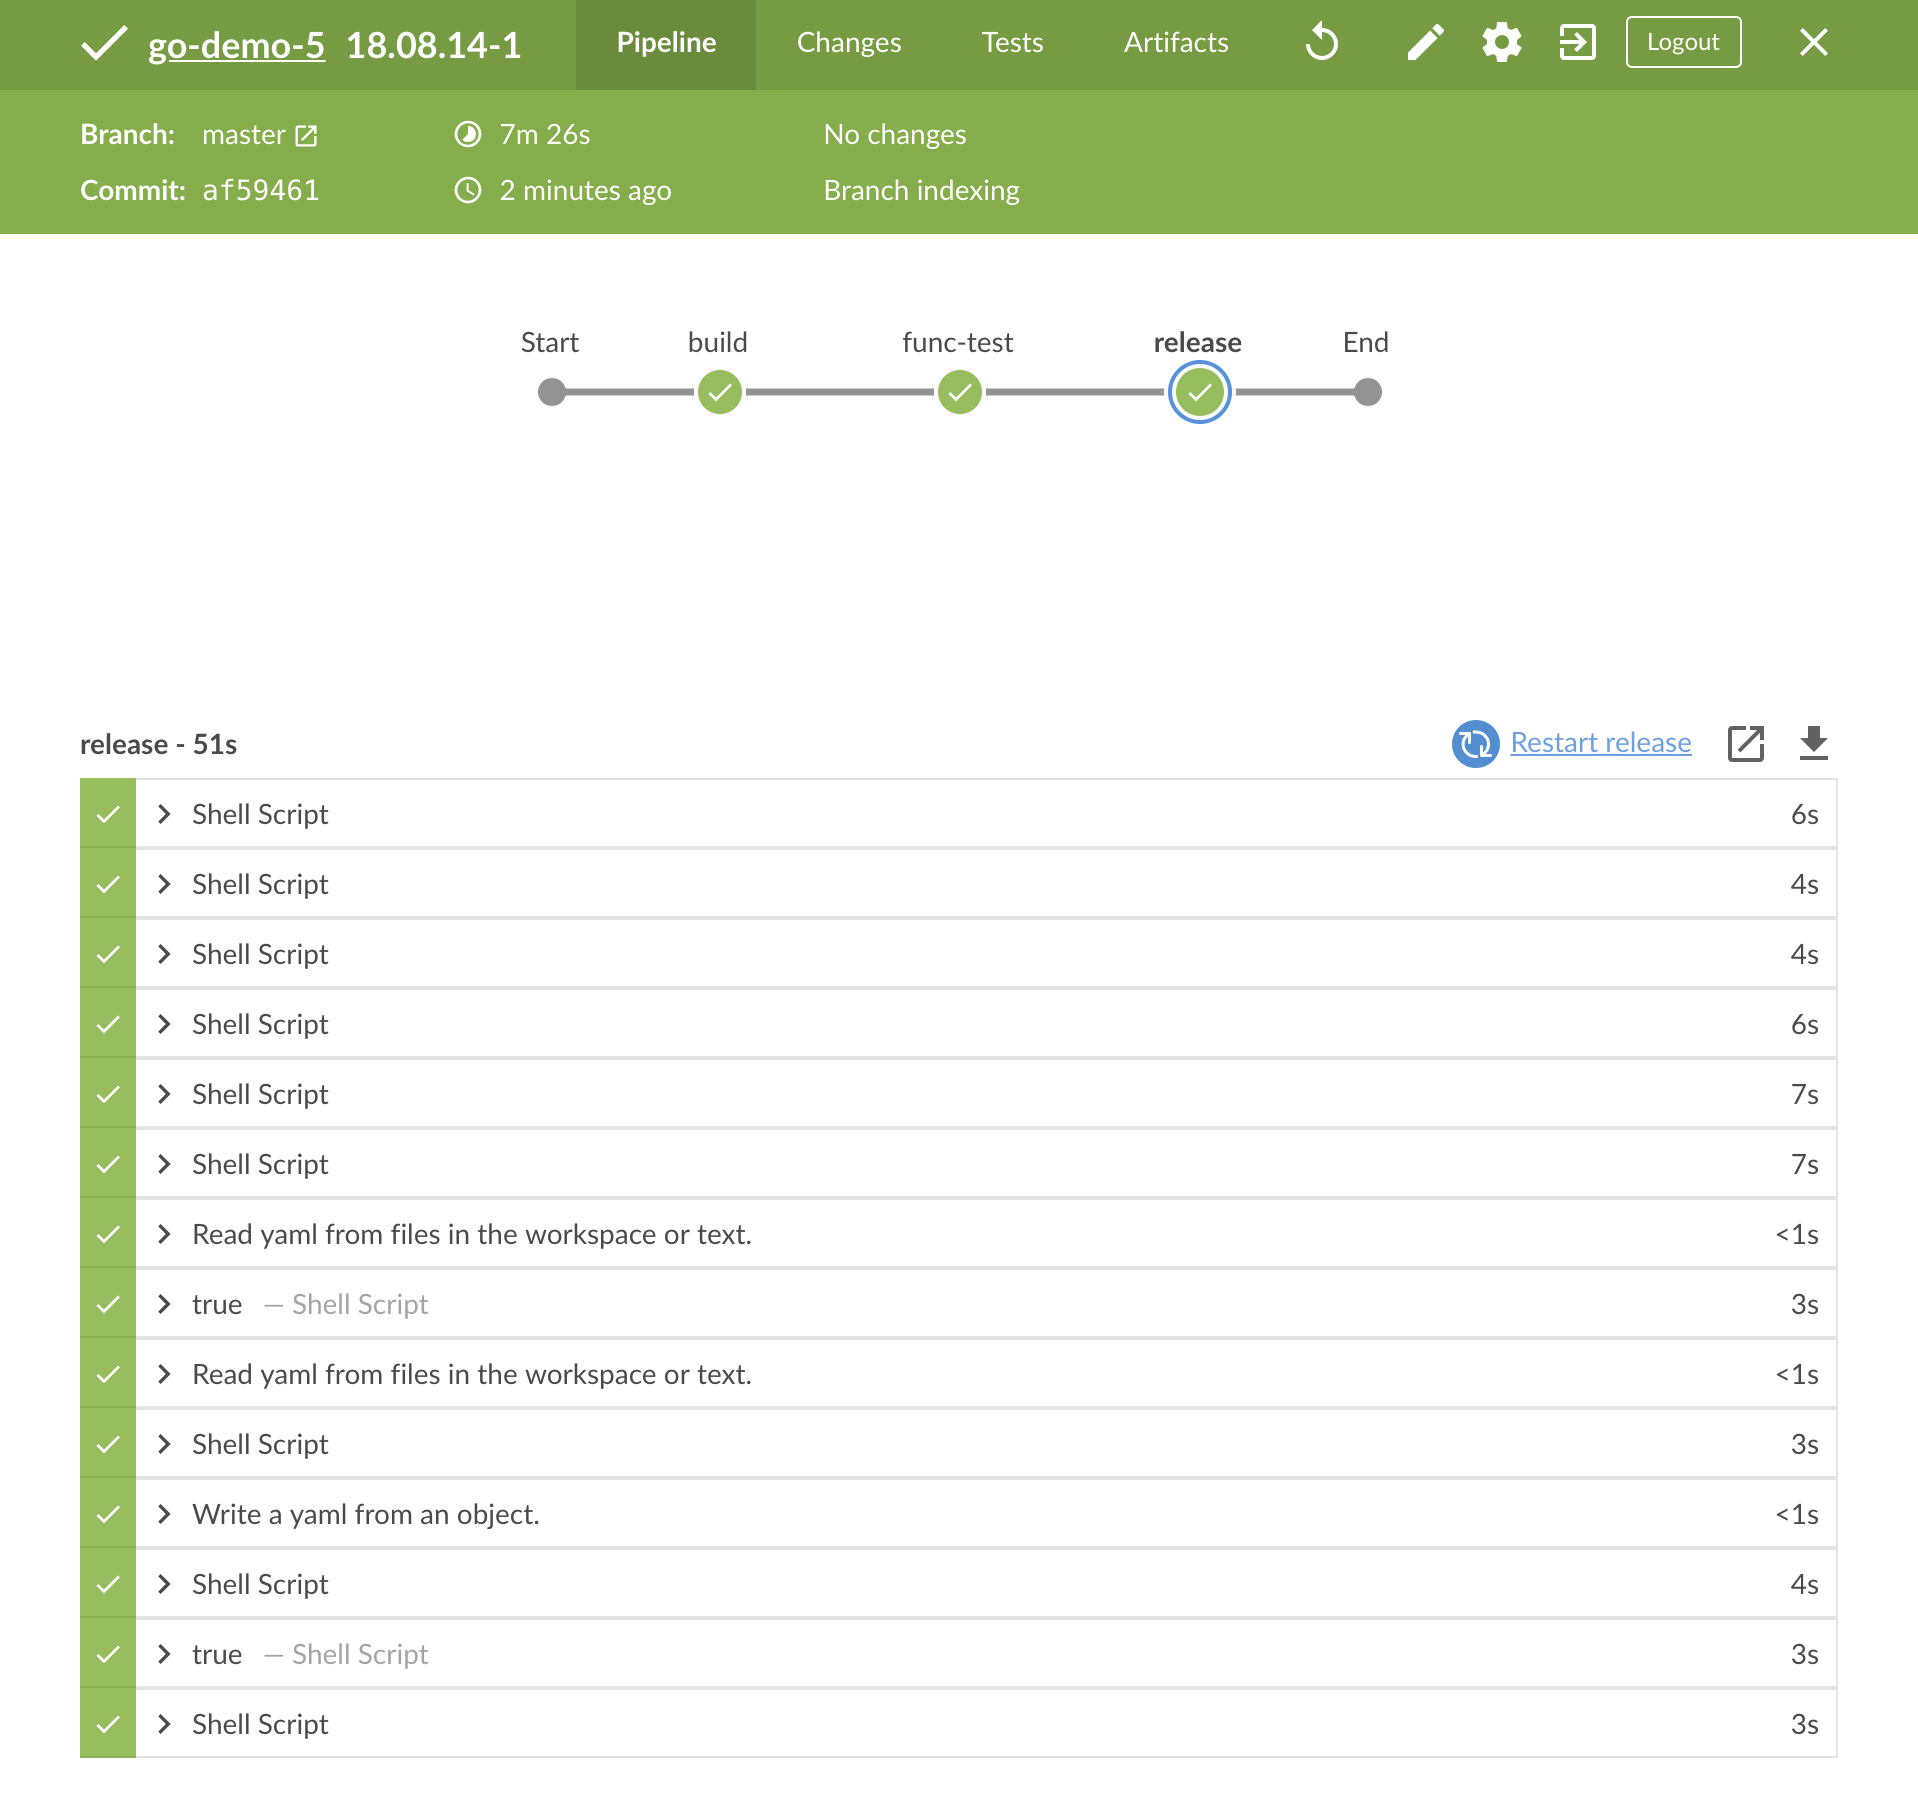 go-demo-5 18.08.14-1 Pipeline Changes Tests Artifacts Logout
Branch: master 7m 26s No changes
Commit: af59461 2 minutes ago Branch indexing
Start build func-test release End
release - 51s Restart release
Shell Script 6s
Shell Script 4s
Shell Script 4s
Shell Script 6s
Shell Script 7s
Shell Script 7s
Read yaml from files in the workspace or text. <1s
true — Shell Script 3s
Read yaml from files in the workspace or text. <1s
Shell Script 3s
Write a yaml from an object. <1s
Shell Script 4s
true — Shell Script 3s
Shell Script 3s